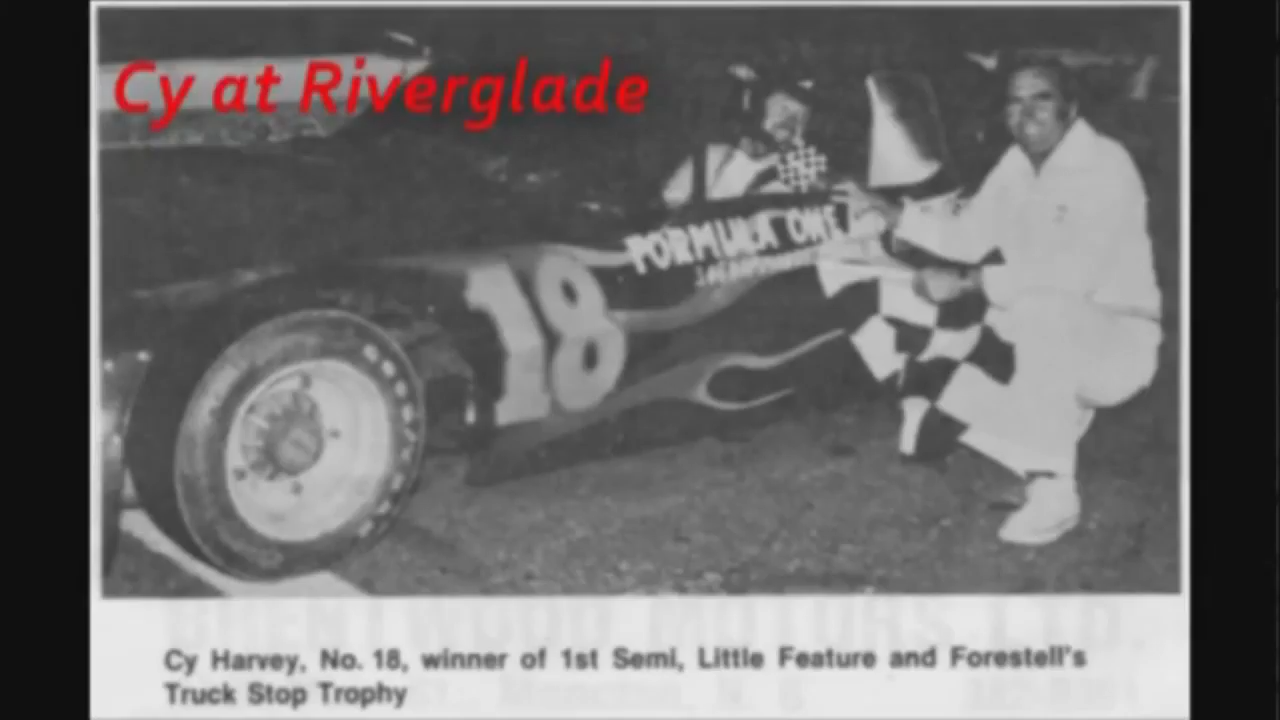 Cy at Riverglade
FORMULA ONE
18
Cy Harvey, No. 18, winner of 1st Semi, Little Feature and Forestell's
Truck Stop Trophy